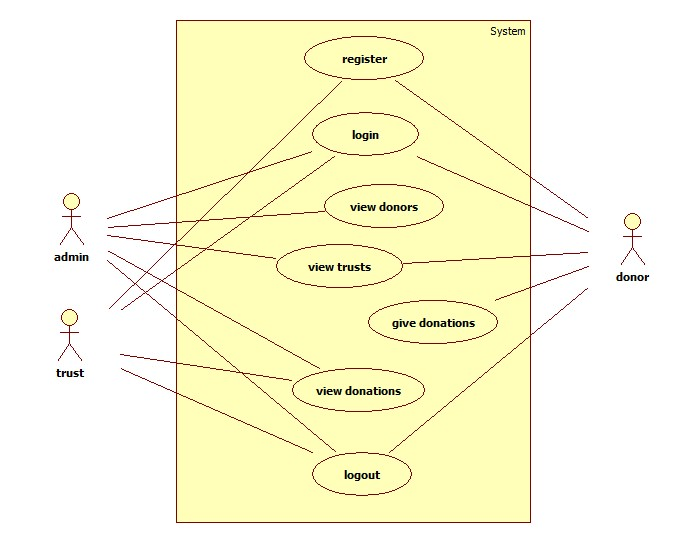 System
register
login
view donors
admin
view trusts
donor
give donations
trust
view donations
logout